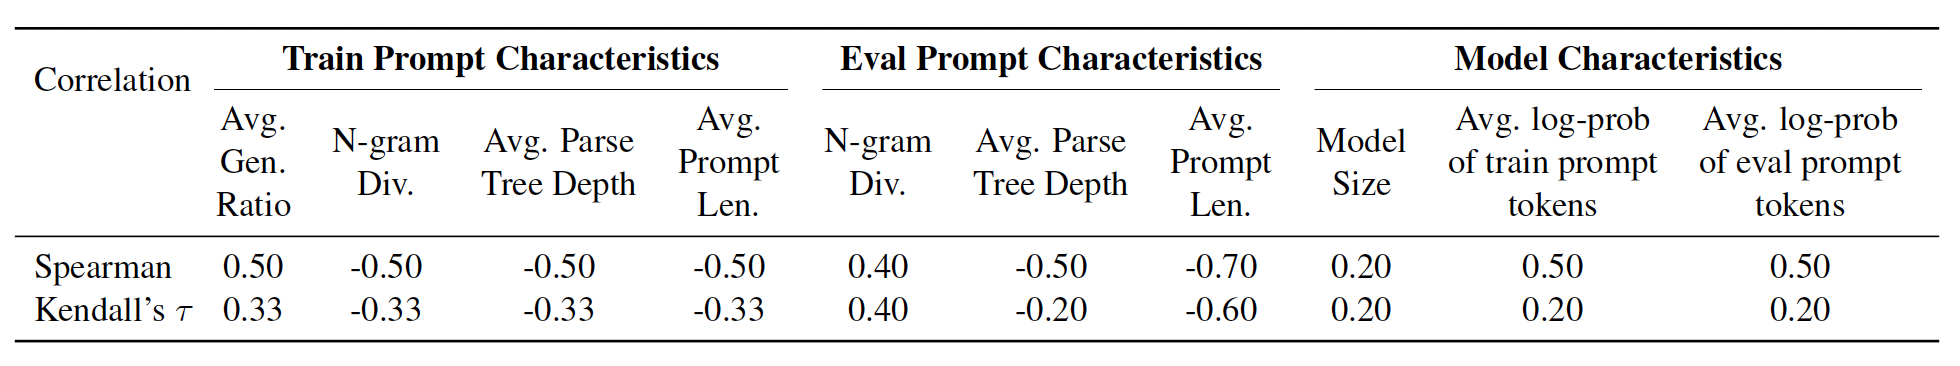 Correlation
Train Prompt Characteristics
Eval Prompt Characteristics
Model Characteristics
Avg.
Gen.
Ratio
N-gram
Div.
Avg. Parse
Tree Depth
Avg.
Prompt
Len.
N-gram
Div.
Avg. Parse
Tree Depth
Avg.
Prompt
Len.
Model
Size
Avg. log-prob
of train prompt
tokens
Avg. log-prob
of eval prompt
tokens
Spearman 0.50 -0.50 -0.50 -0.50 0.40 -0.50 -0.70 0.20 0.50 0.50
Kendall's τ 0.33 -0.33 -0.33 -0.33 0.40 -0.20 -0.60 0.20 0.20 0.20